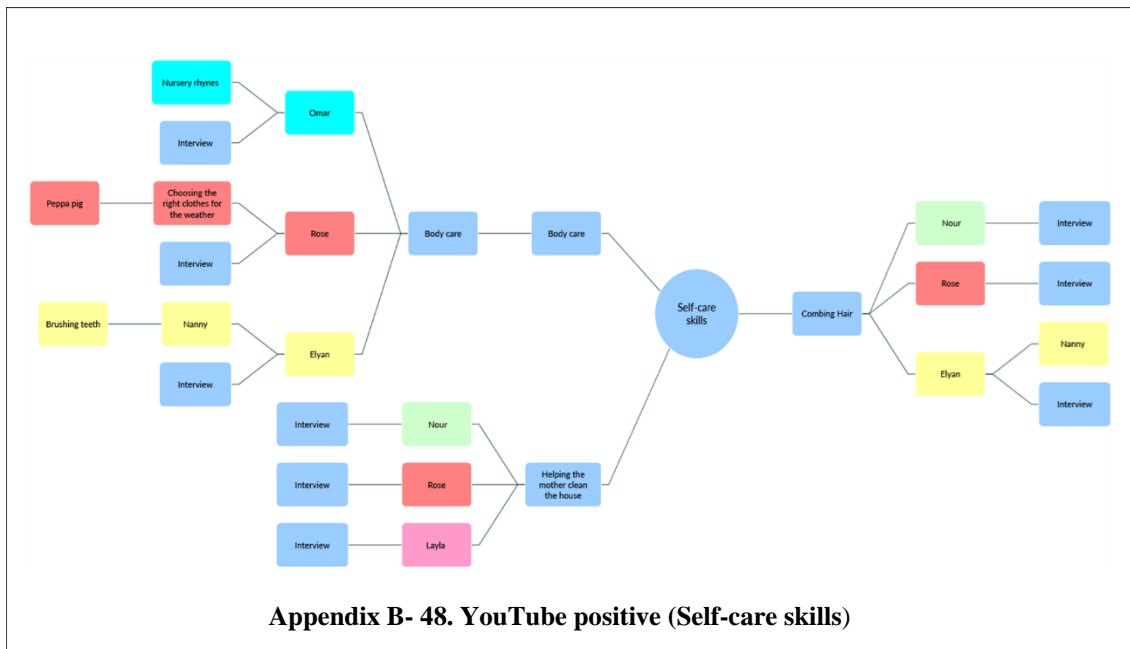 Nursery rhynes
Omar
Interview
Peppa pig
Choosing the
right clothes for
the weather
Rose
Interview
Body care
Body care
Brushing teeth
Nanny
Elyan
Interview
Interview
Nour
Interview
Rose
Helping the
mother clean
the house
Interview
Layla
Self-care
skills
Combing Hair
Nour
Interview
Rose
Interview
Elyan
Nanny
Interview
Appendix B- 48. YouTube positive (Self-care skills)